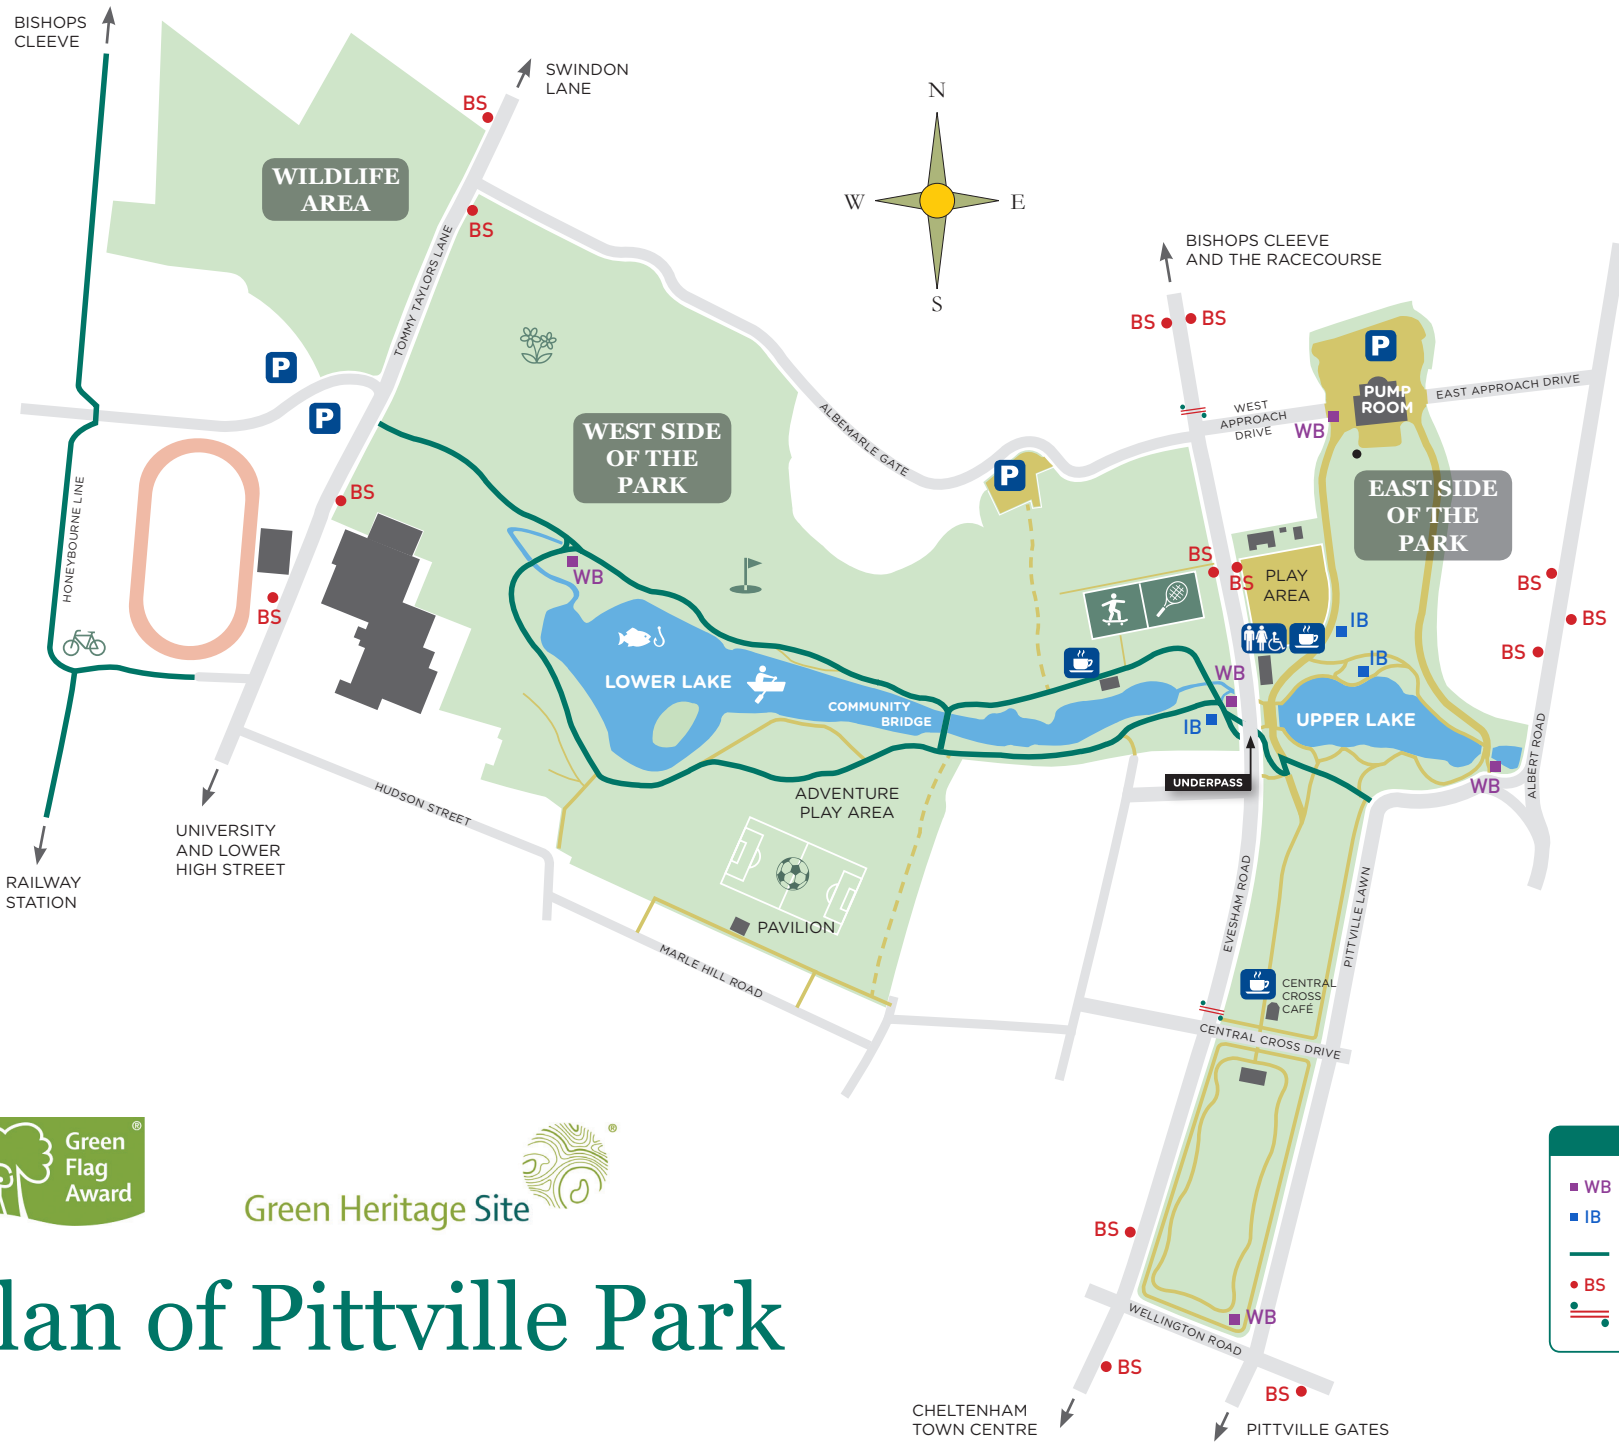 BISHOPS
CLEEVE
SWINDON
LANE
BS
WILDLIFE
AREA
BS
TOMMY TAYLORS LANE
N
W
E
S
BISHOPS CLEEVE
AND THE RACECOURSE
BS
BS
P
P
P
PUMP
ROOM
EAST APPROACH DRIVE
WEST
APPROACH
DRIVE
WB
ALBEMARLE GATE
WEST SIDE
OF THE
PARK
P
EAST SIDE
OF THE
PARK
BS
HONEYBOURNE LINE
BS
WB
BS
BS
PLAY
AREA
BS
BS
BS
IB
IB
WB
LOWER LAKE
COMMUNITY
BRIDGE
IB
UPPER LAKE
UNDERPASS
WB
ALBERT ROAD
HUDSON STREET
ADVENTURE
PLAY AREA
UNIVERSITY
AND LOWER
HIGH STREET
RAILWAY
STATION
PAVILION
MARLE HILL ROAD
EVESHAM ROAD
PITTVILLE LAWN
CENTRAL
CROSS
CAFÉ
CENTRAL CROSS DRIVE
Green
Flag
Award
®
Green Heritage Site
®
WB
IB
BS
BS
lan of Pittville Park
WB
WELLINGTON ROAD
BS
BS
CHELTENHAM
TOWN CENTRE
PITTVILLE GATES